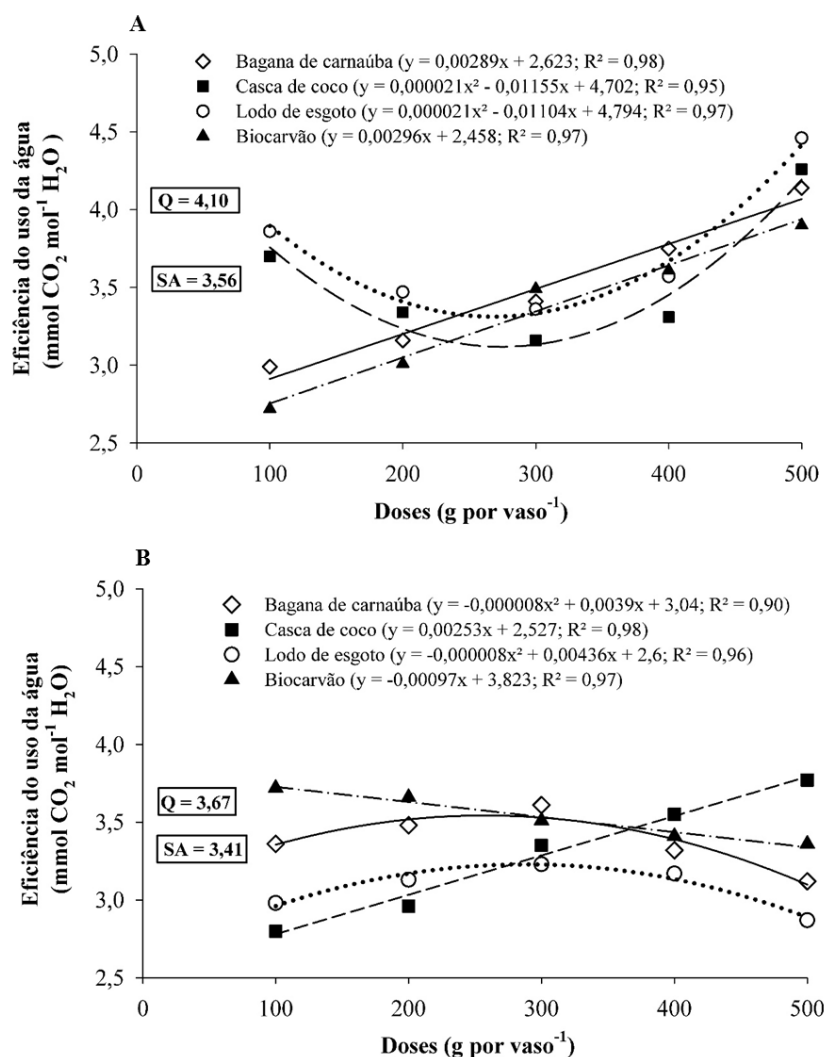 A
Eficiência do uso da água
(mmol CO₂ mol⁻¹ H₂O)
5,0
4,5
4,0
3,5
3,0
2,5
Bagana de carnaúba (y = 0,00289x + 2,623; R² = 0,98)
Casca de coco (y = 0,000021x² - 0,01155x + 4,702; R² = 0,95)
Lodo de esgoto (y = 0,000021x² - 0,01104x + 4,794; R² = 0,97)
Biocarvão (y = 0,00296x + 2,458; R² = 0,97)
Q = 4,10
SA = 3,56
0 100 200 300 400 500
Doses (g por vaso⁻¹)
B
Eficiência do uso da água
(mmol CO₂ mol⁻¹ H₂O)
5,0
4,5
4,0
3,5
3,0
2,5
Bagana de carnaúba (y = -0,000008x² + 0,0039x + 3,04; R² = 0,90)
Casca de coco (y = 0,00253x + 2,527; R² = 0,98)
Lodo de esgoto (y = -0,000008x² + 0,00436x + 2,6; R² = 0,96)
Biocarvão (y = -0,00097x + 3,823; R² = 0,97)
Q = 3,67
SA = 3,41
0 100 200 300 400 500
Doses (g por vaso⁻¹)